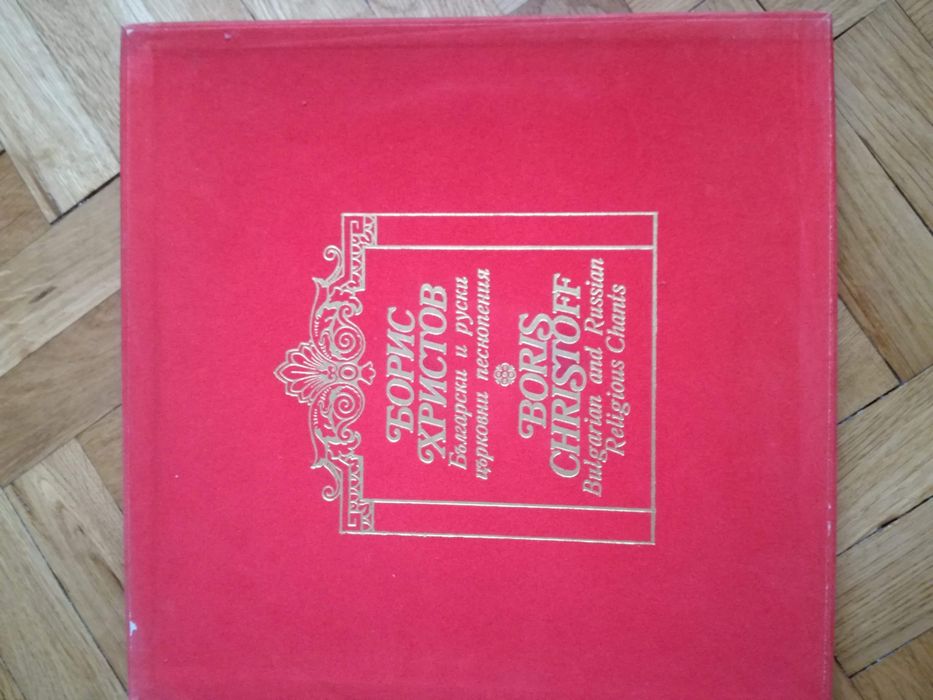 БОРИС
ХРИСТОВ
Български и руски
църковни песнопения
BORIS
CHRISTOFF
Bulgarian and Russian
Religious Chants